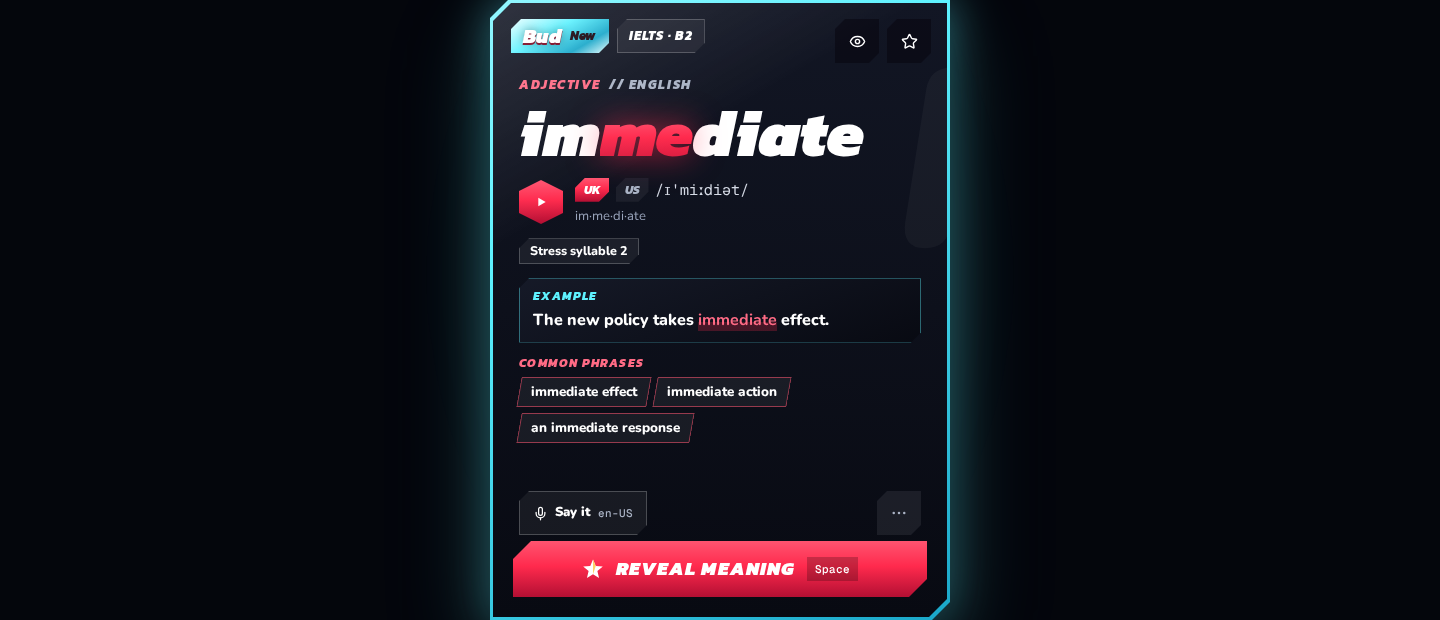 Bud New IELTS · B2
ADJECTIVE // ENGLISH
immediate
UK US /ɪˈmiːdiət/
im·me·di·ate
Stress syllable 2
EXAMPLE
The new policy takes immediate effect.
COMMON PHRASES
immediate effect immediate action
an immediate response
Say it en-US ...
REVEAL MEANING Space